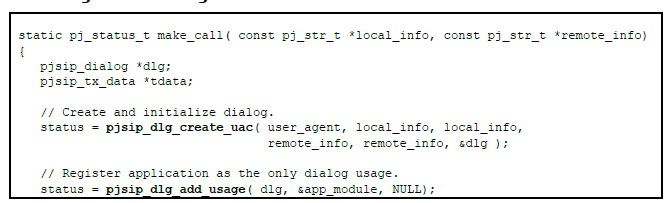 static pj_status_t make_call( const pj_str_t *local_info, const pj_str_t *remote_info)
{
pjsip_dialog *dlg;
pjsip_tx_data *tdata;
// Create and initialize dialog.
status = pjsip_dlg_create_uac( user_agent, local_info, local_info,
remote_info, remote_info, &dlg );
// Register application as the only dialog usage.
status = pjsip_dlg_add_usage( dlg, &app_module, NULL);